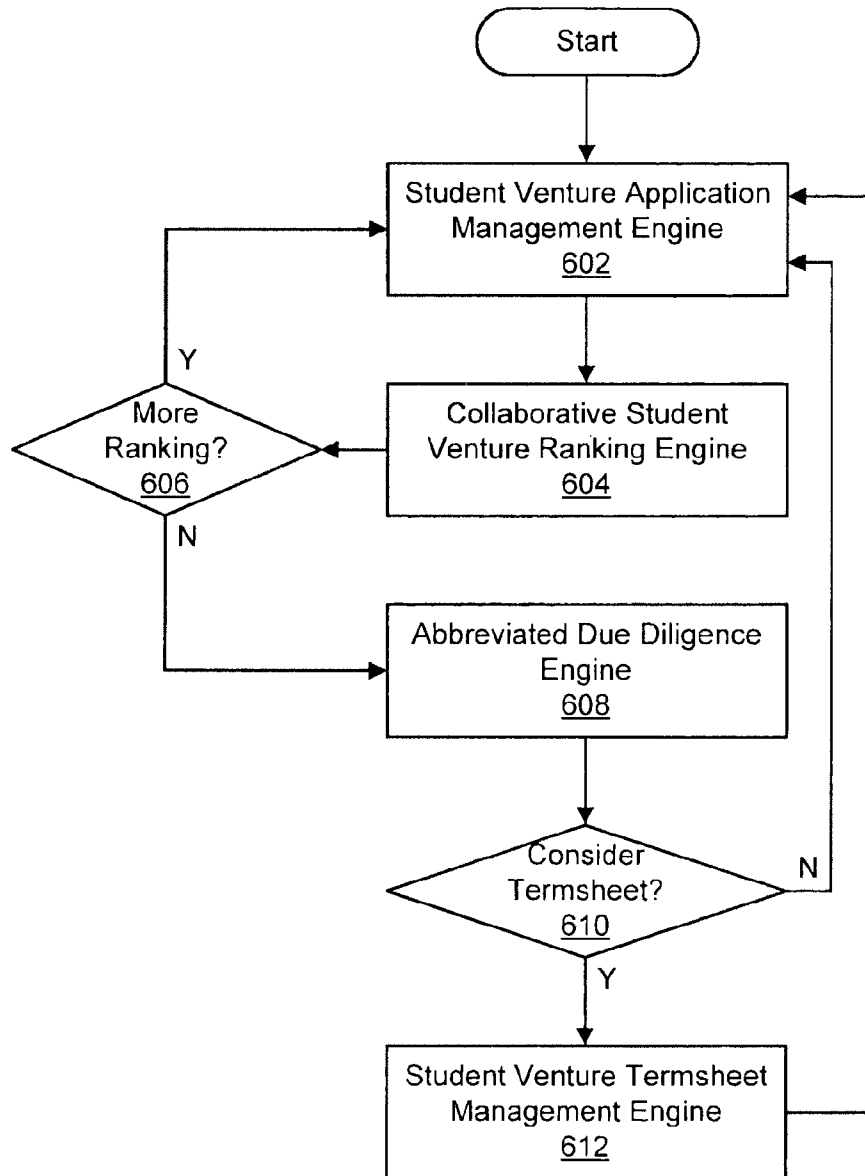 Start
Student Venture Application
Management Engine
602
Y
More
Ranking?
606
Collaborative Student
Venture Ranking Engine
604
N
Abbreviated Due Diligence
Engine
608
Consider
Termsheet?
610
N
Y
Student Venture Termsheet
Management Engine
612